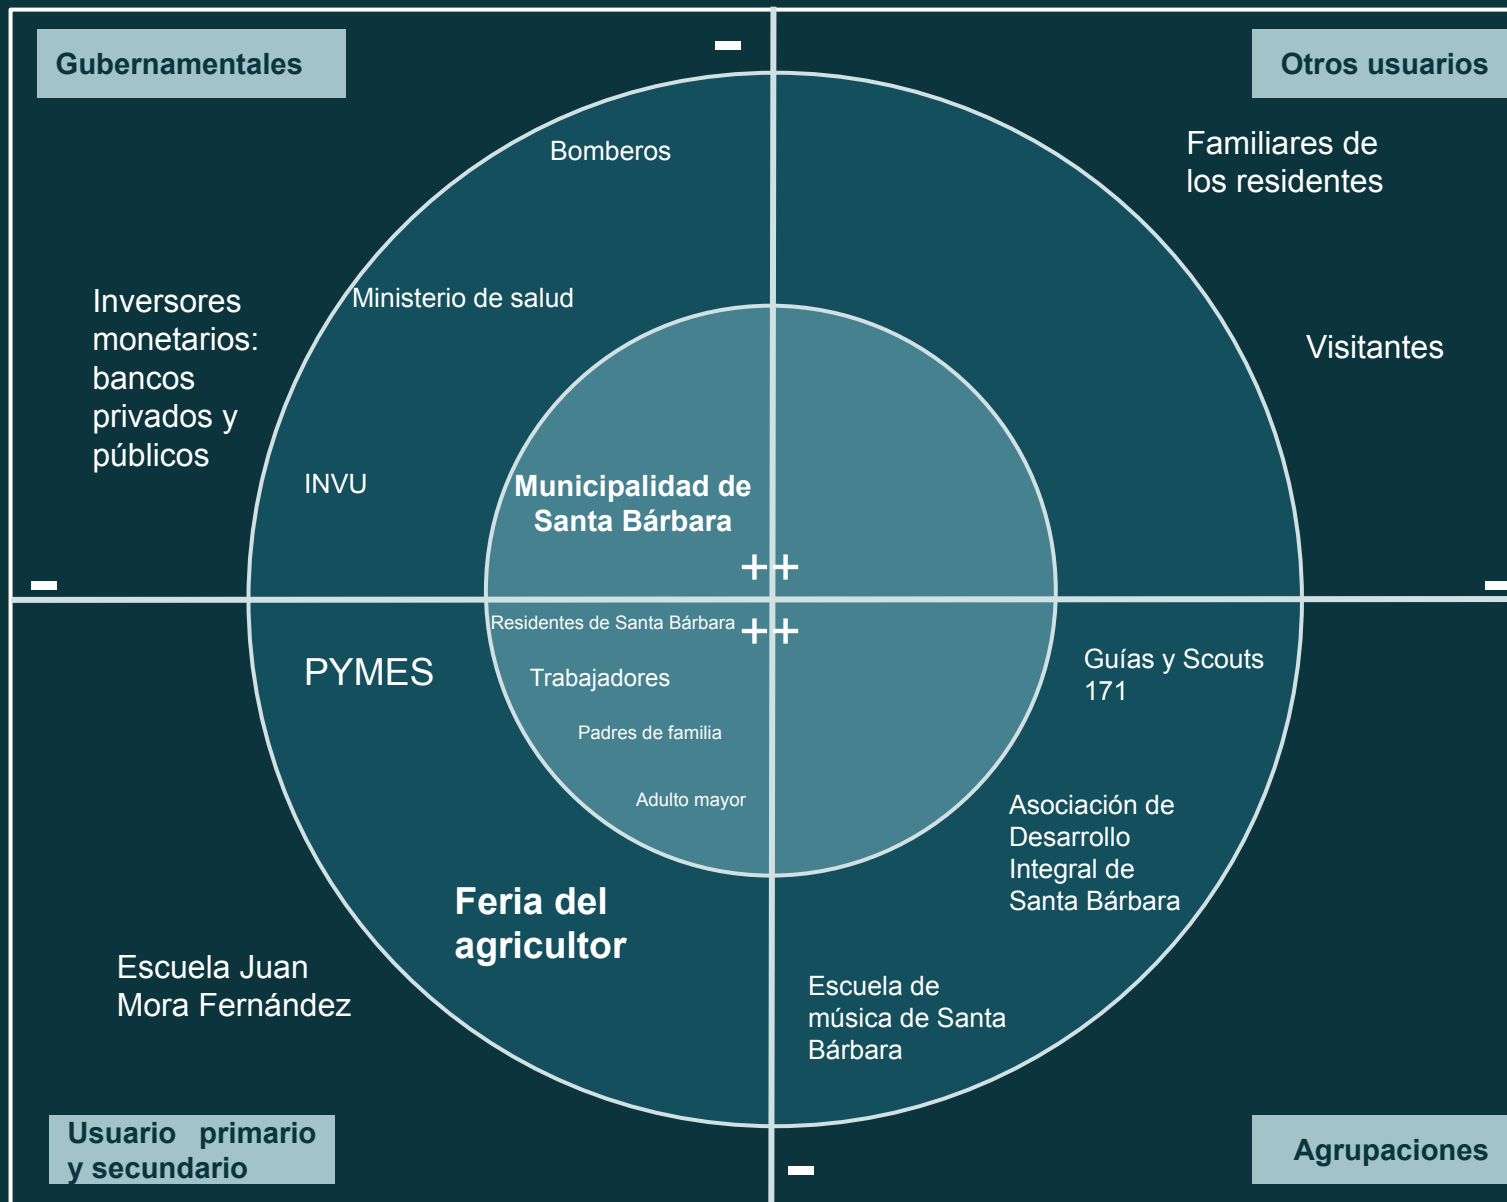 Gubernamentales
-
Bomberos
Ministerio de salud
Inversores
monetarios:
bancos
privados y
públicos
INVU
Municipalidad de
Santa Bárbara
++
-
Otros usuarios
Familiares de
los residentes
Visitantes
-
Residentes de Santa Bárbara
++
PYMES
Trabajadores
Padres de familia
Adulto mayor
Feria del
agricultor
Escuela Juan
Mora Fernández
Usuario primario
y secundario
Guías y Scouts
171
Asociación de
Desarrollo
Integral de
Santa Bárbara
Escuela de
música de Santa
Bárbara
-
Agrupaciones